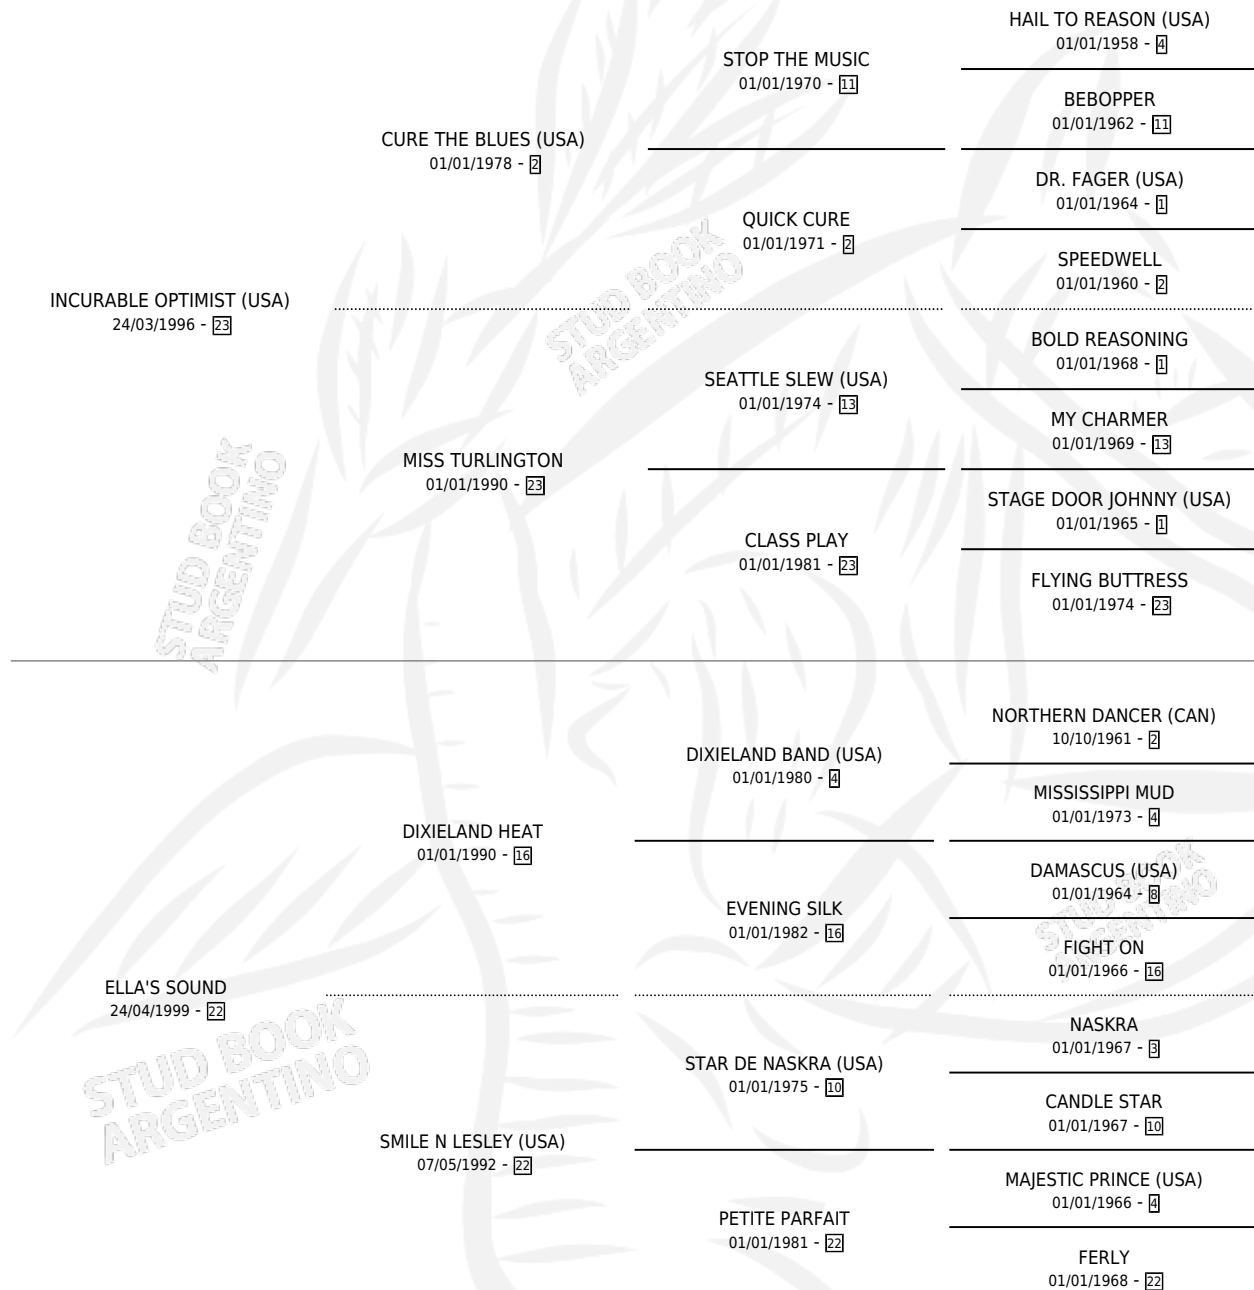 HAIL TO REASON (USA)
01/01/1958 - 4
STOP THE MUSIC
01/01/1970 - 11
BEBOPPER
01/01/1962 - 11
CURE THE BLUES (USA)
01/01/1978 - 2
DR. FAGER (USA)
01/01/1964 - 1
QUICK CURE
01/01/1971 - 2
SPEEDWELL
01/01/1960 - 2
INCURABLE OPTIMIST (USA)
24/03/1996 - 23
BOLD REASONING
01/01/1968 - 1
SEATTLE SLEW (USA)
01/01/1974 - 13
MY CHARMER
01/01/1969 - 13
MISS TURLINGTON
01/01/1990 - 23
STAGE DOOR JOHNNY (USA)
01/01/1965 - 1
CLASS PLAY
01/01/1981 - 23
FLYING BUTTRESS
01/01/1974 - 23
NORTHERN DANCER (CAN)
10/10/1961 - 2
DIXIELAND BAND (USA)
01/01/1980 - 4
MISSISSIPPI MUD
01/01/1973 - 4
DIXIELAND HEAT
01/01/1990 - 16
DAMASCUS (USA)
01/01/1964 - 8
EVENING SILK
01/01/1982 - 16
FIGHT ON
01/01/1966 - 16
ELLA'S SOUND
24/04/1999 - 22
NASKRA
01/01/1967 - 3
STAR DE NASKRA (USA)
01/01/1975 - 10
CANDLE STAR
01/01/1967 - 10
SMILE N LESLEY (USA)
07/05/1992 - 22
MAJESTIC PRINCE (USA)
01/01/1966 - 4
PETITE PARFAIT
01/01/1981 - 22
FERLY
01/01/1968 - 22
STUD BOOK
ARGENTINO
STUD BOOK
ARGENTINO
STUD BOOK
ARGENTINO
STUD BOOK
ARGENTINO